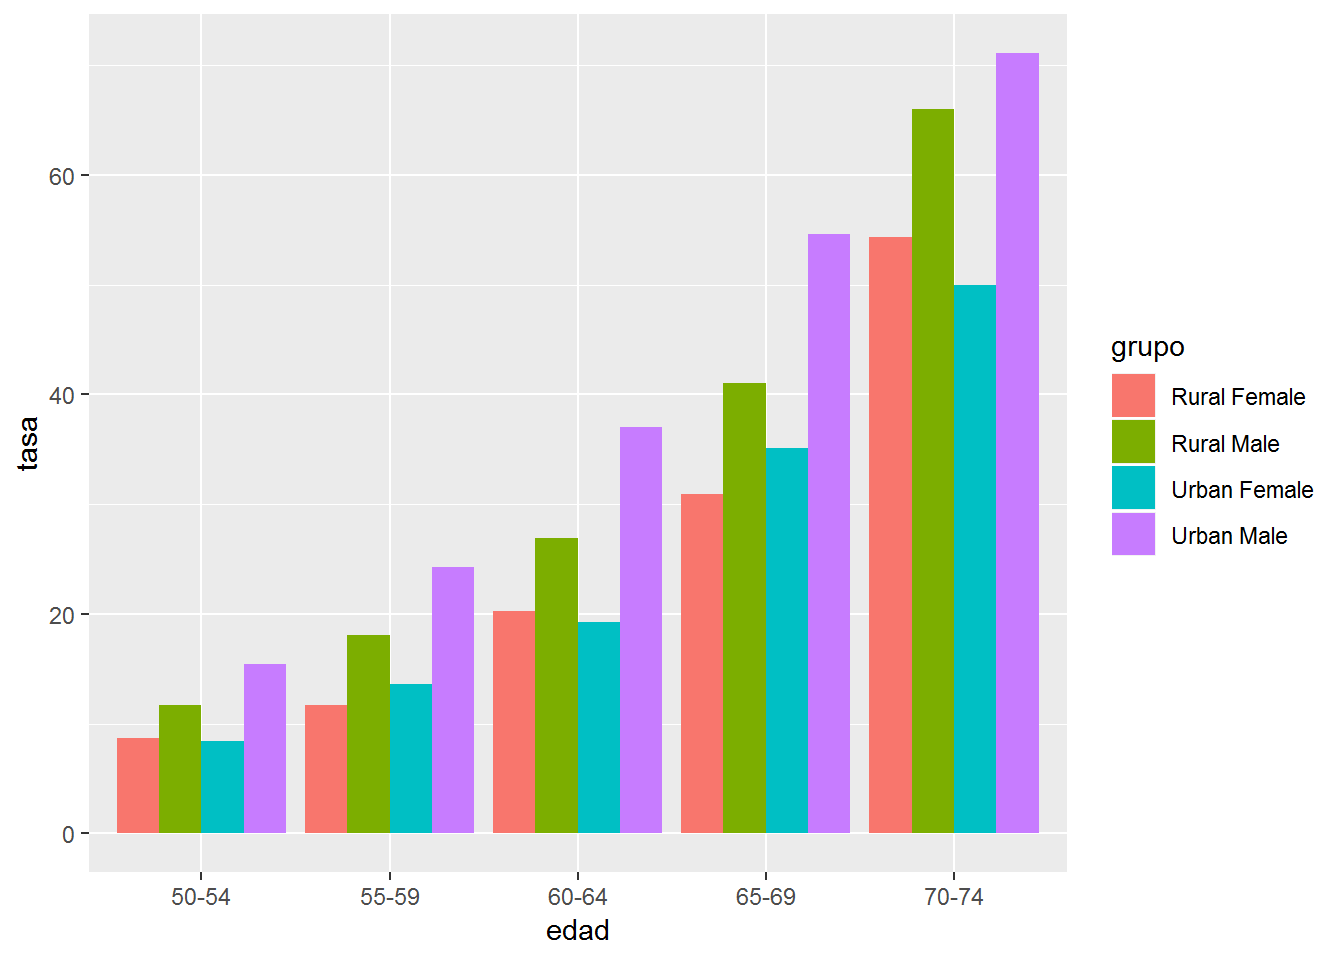 tasa
60
40
20
0
50-54
55-59
60-64
65-69
70-74
edad
grupo
Rural Female
Rural Male
Urban Female
Urban Male